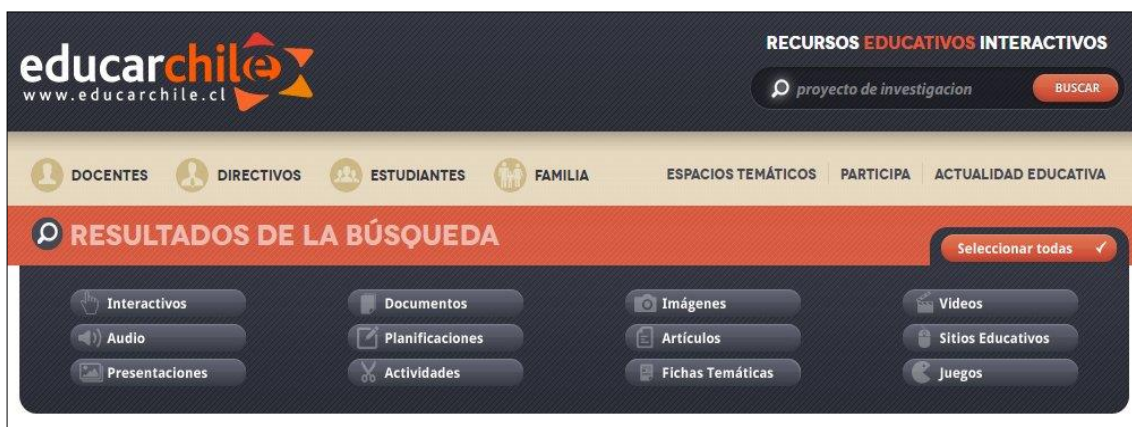 educarchile
www.educarchile.cl
RECURSOS EDUCATIVOS INTERACTIVOS
proyecto de investigacion
BUSCAR
DOCENTES DIRECTIVOS ESTUDIANTES FAMILIA ESPACIOS TEMÁTICOS PARTICIPA ACTUALIDAD EDUCATIVA
RESULTADOS DE LA BÚSQUEDA
Seleccionar todas
Interactivos Documentos Imágenes Videos
Audio Planificaciones Artículos Sitios Educativos
Presentaciones Actividades Fichas Temáticas Juegos